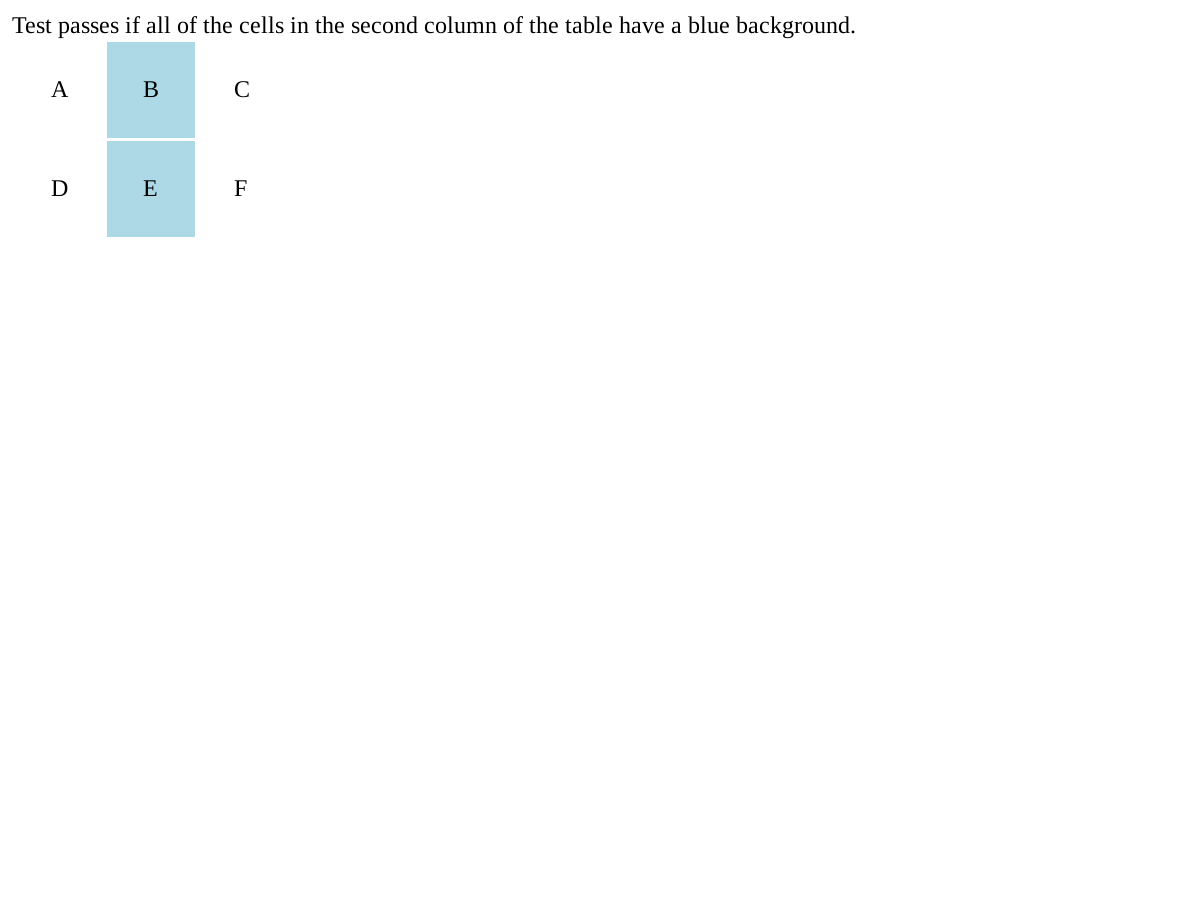 Test passes if all of the cells in the second column of the table have a blue background.
A B C
D E F